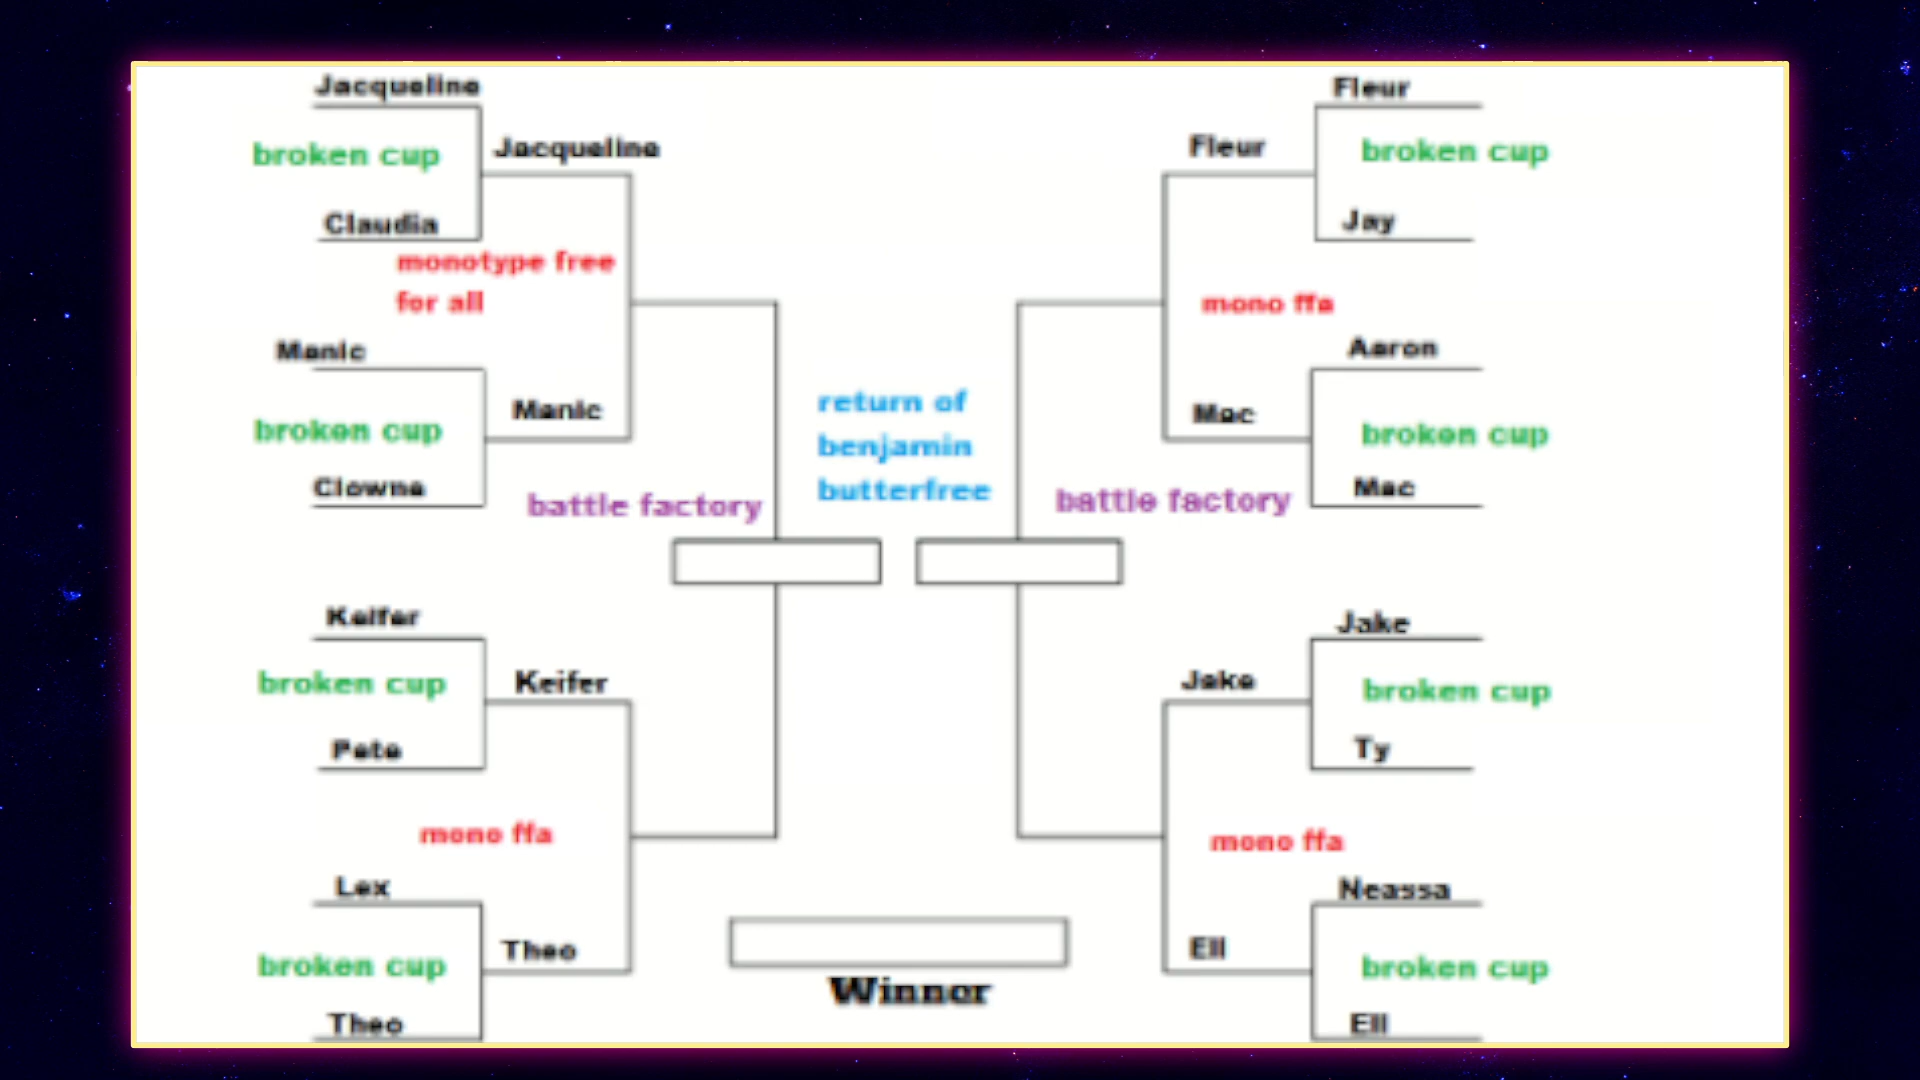 Jacqueline
broken cup
Jacqueline
Claudia
monotype free
for all
Manic
broken cup
Manic
Clowne
battle factory
Keifer
broken cup
Keifer
Pete
mono ffa
Lex
broken cup
Theo
Theo
return of
benjamin
butterfree
Winner
Fleur
Fleur
broken cup
Jay
mono ffa
Aaron
Mac
broken cup
Mac
battle factory
Jake
Jake
broken cup
Ty
mono ffa
Neassa
Ell
broken cup
Ell